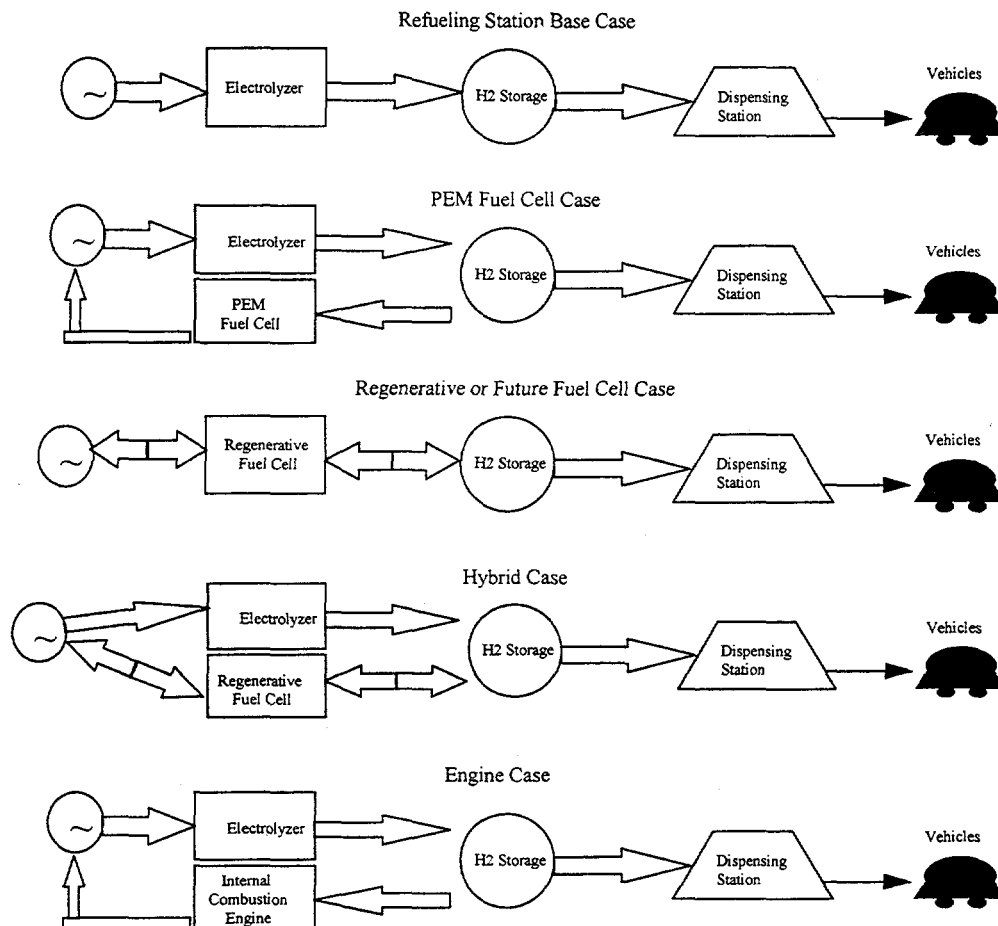 Refueling Station Base Case
Vehicles
Electrolyzer
H2 Storage
Dispensing
Station
~
PEM Fuel Cell Case
Vehicles
Electrolyzer
H2 Storage
Dispensing
Station
PEM
Fuel Cell
~
Regenerative or Future Fuel Cell Case
Vehicles
Regenerative
Fuel Cell
H2 Storage
Dispensing
Station
~
Hybrid Case
Vehicles
Electrolyzer
H2 Storage
Dispensing
Station
Regenerative
Fuel Cell
~
Engine Case
Vehicles
Electrolyzer
H2 Storage
Dispensing
Station
Internal
Combustion
Engine
~